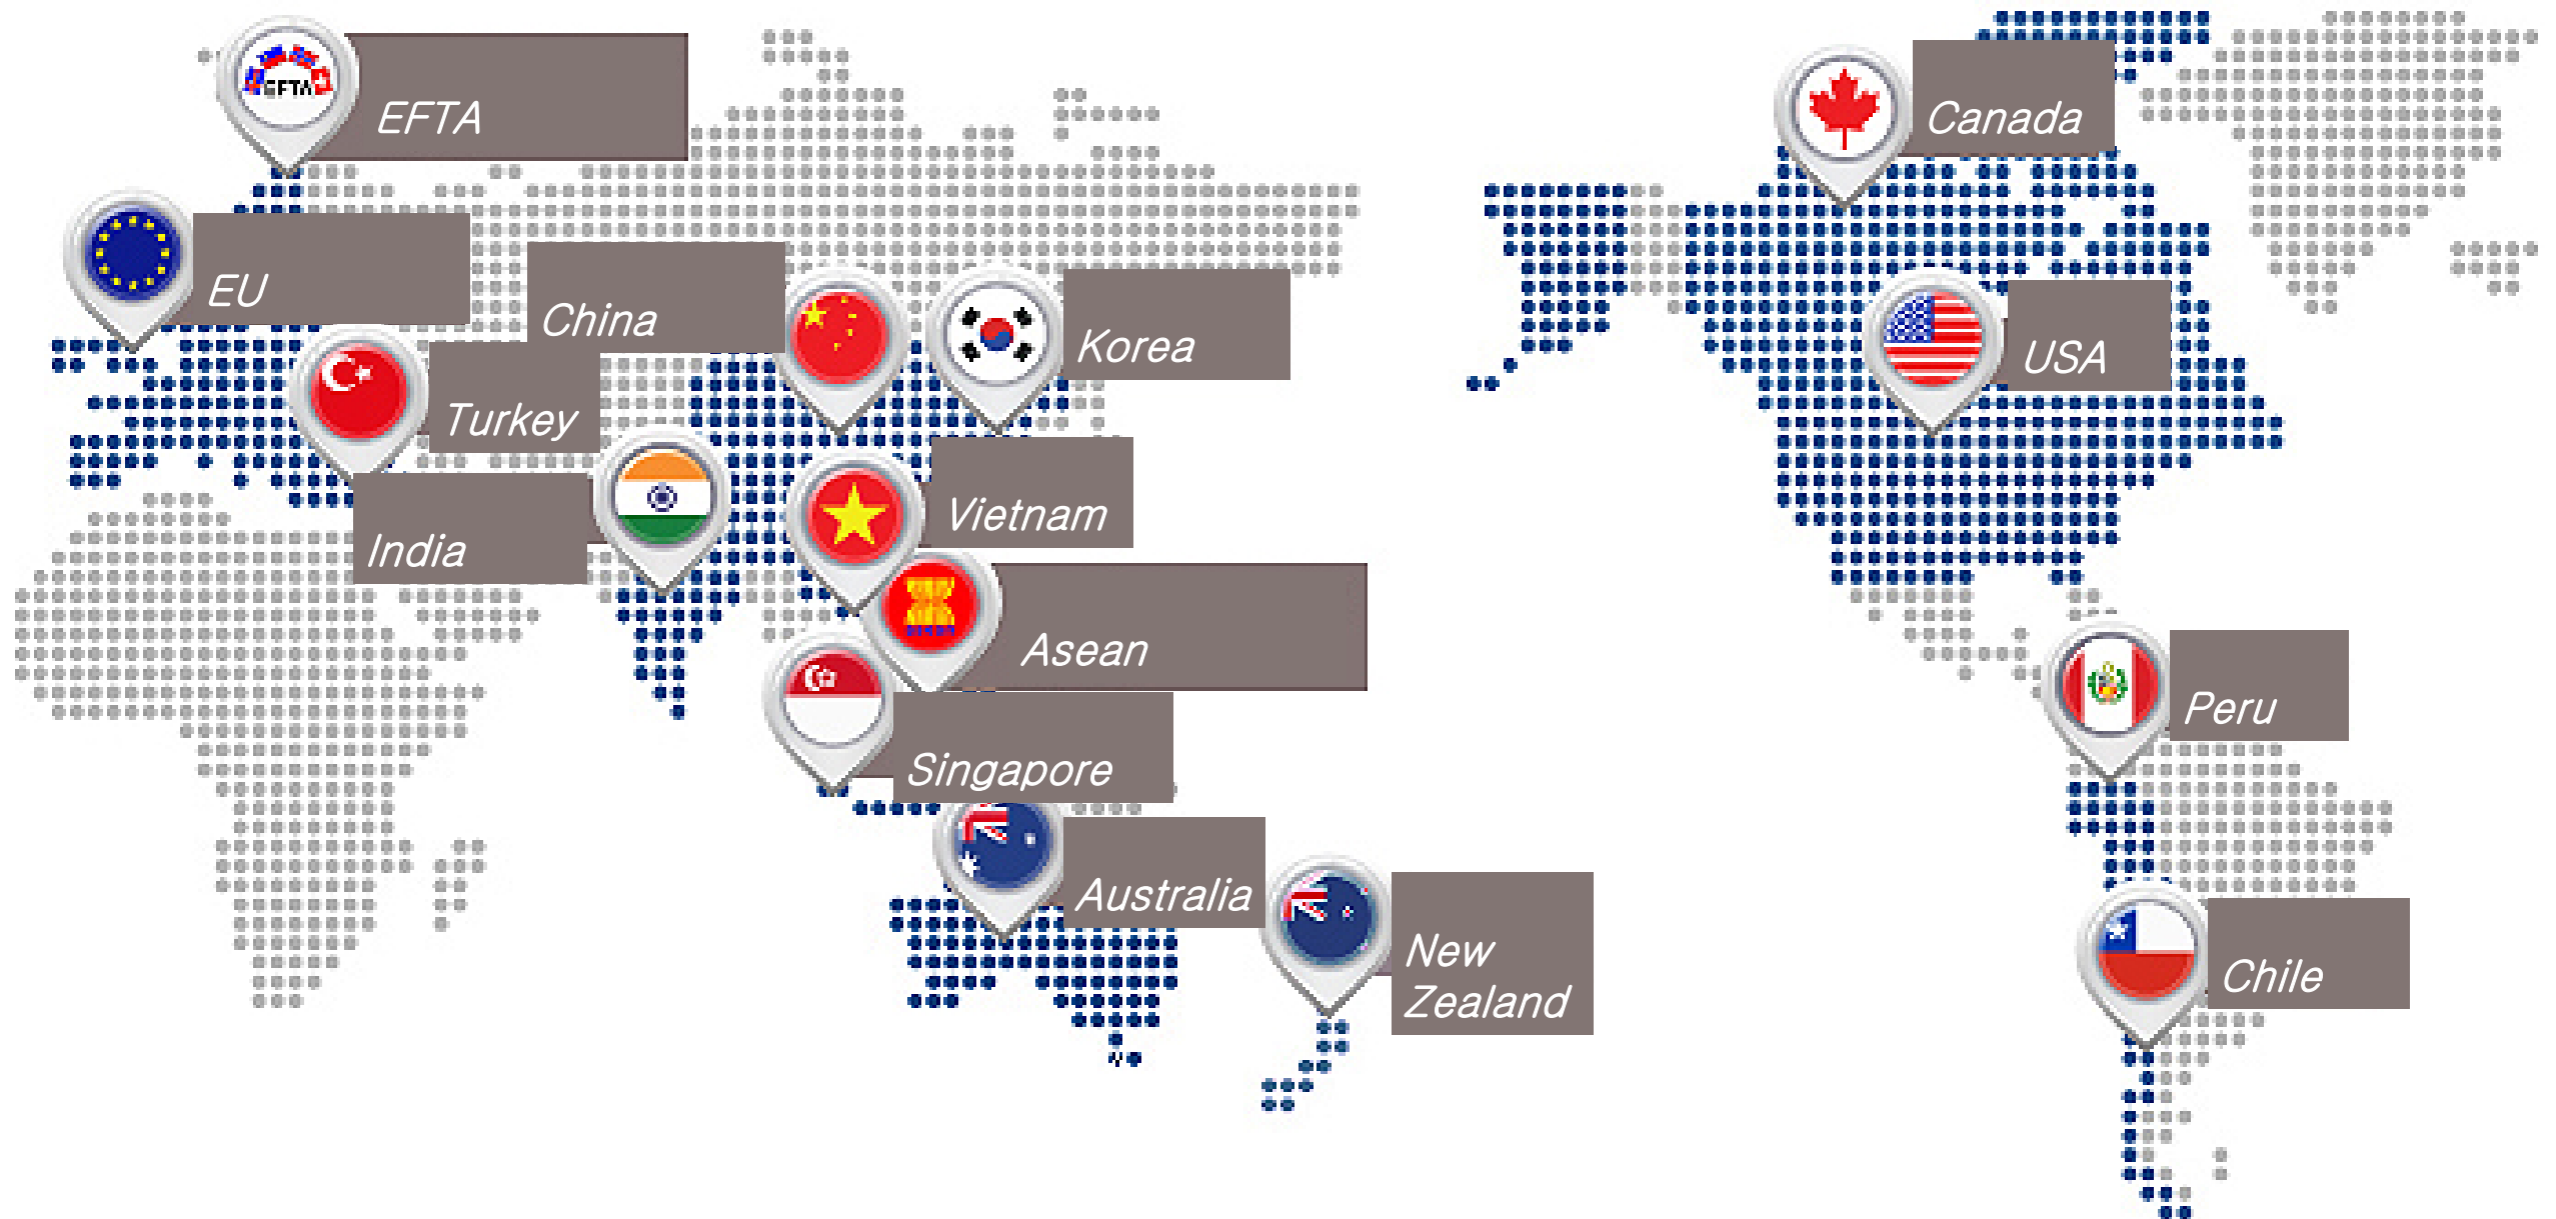 EFTA
EFTA
Canada
EU
China
Korea
USA
Turkey
Vietnam
India
Asean
Peru
Singapore
Australia
New
Zealand
Chile